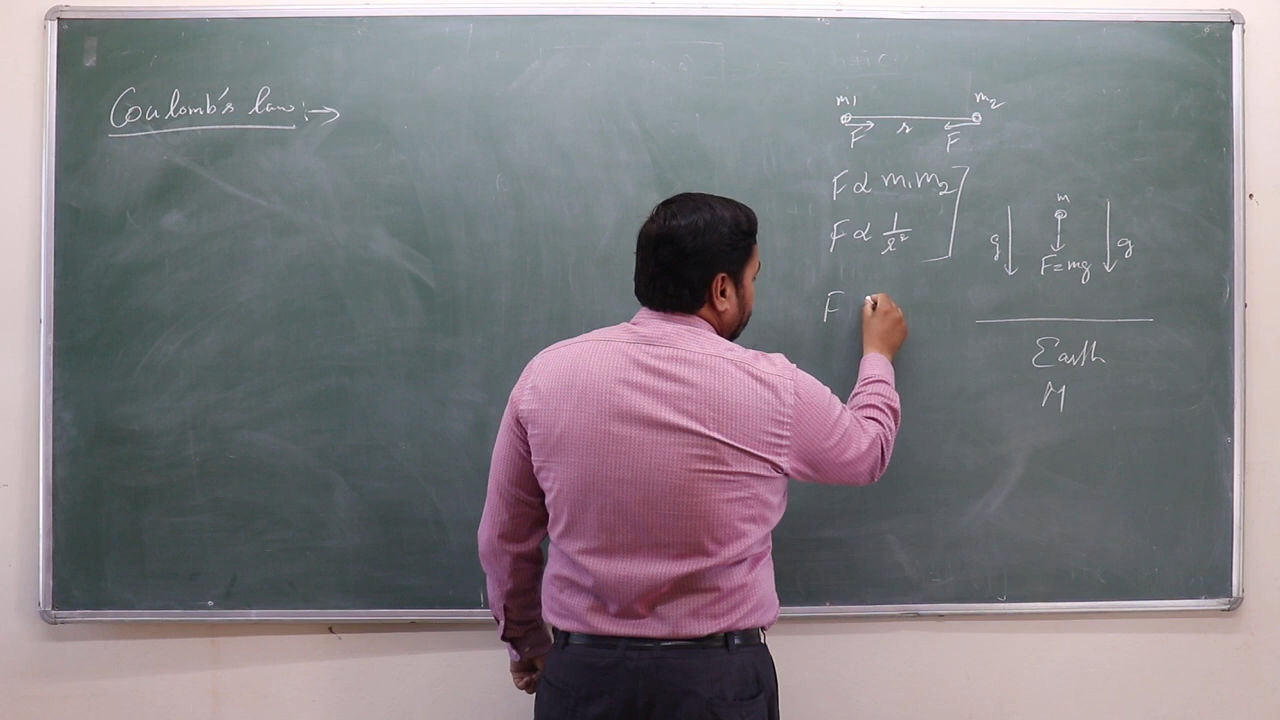 Coulomb's law :→
m1 m2
F r F
F ∝ m1m2
F ∝ 1/r²
F
m
g g
F=mg
Earth
M